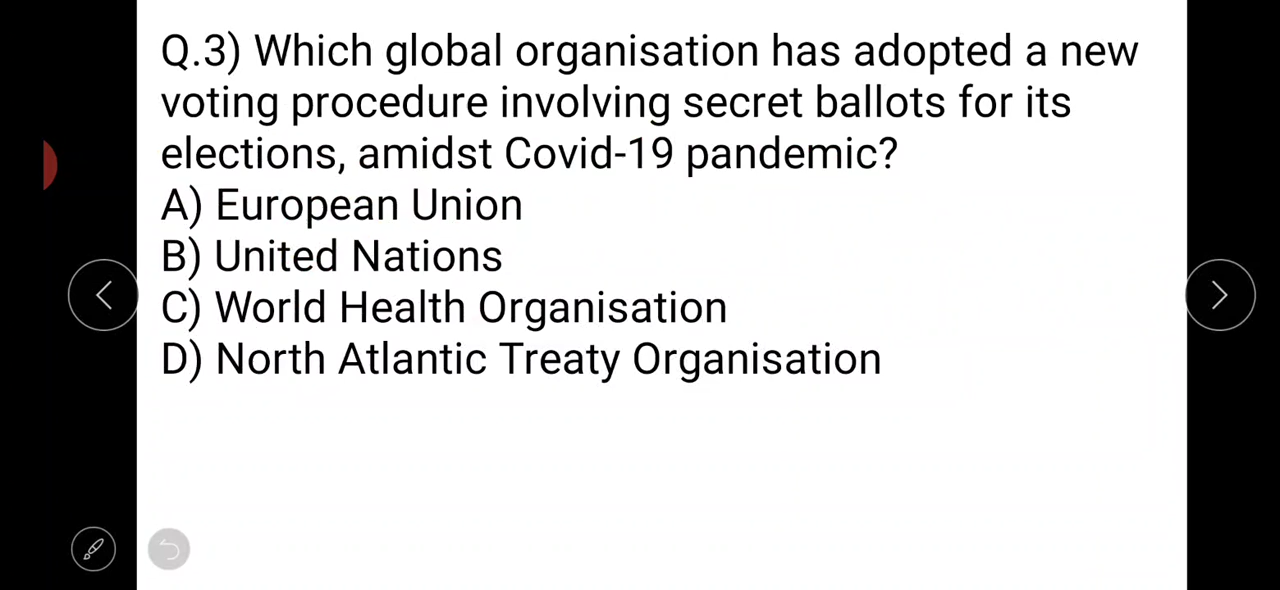 Q.3) Which global organisation has adopted a new
voting procedure involving secret ballots for its
elections, amidst Covid-19 pandemic?
A) European Union
B) United Nations
C) World Health Organisation
D) North Atlantic Treaty Organisation